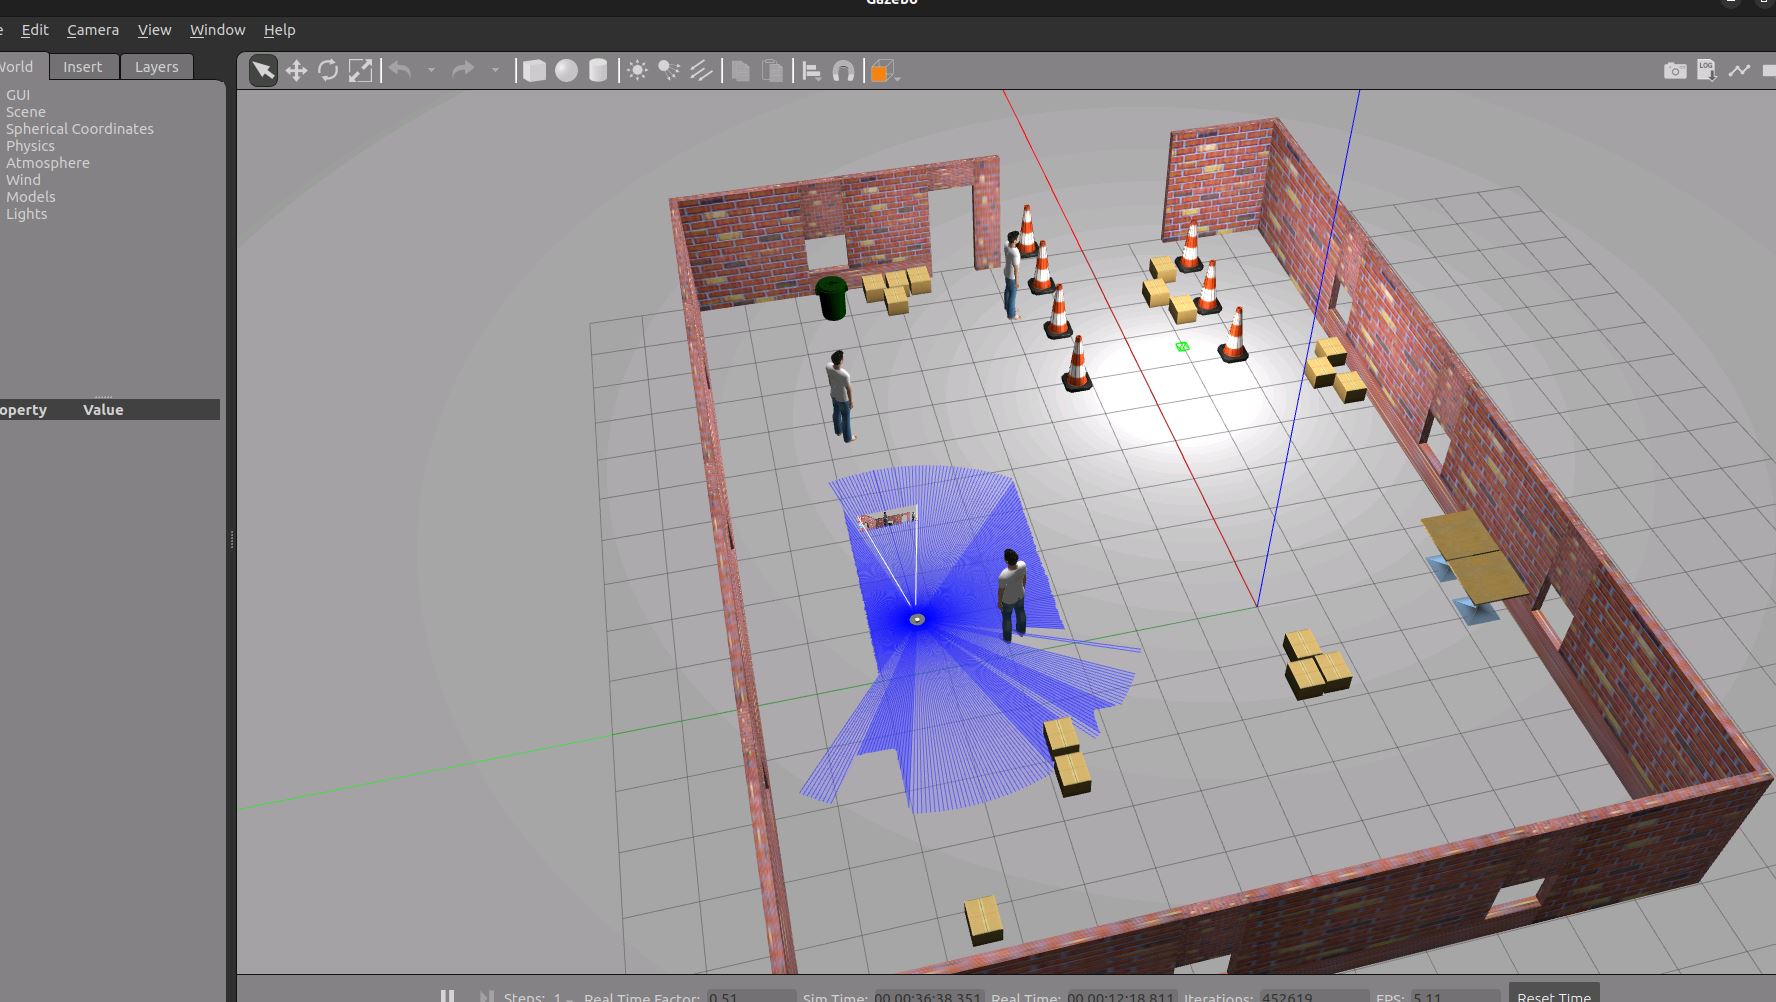 Gazebo
Edit Camera View Window Help
World Insert Layers
LOG
GUI
Scene
Spherical Coordinates
Physics
Atmosphere
Wind
Models
Lights
operty Value
Steps: 1 Real Time Factor: 0.51 Sim Time: 00 00:36:38.351 Real Time: 00 00:12:18.811 Iterations: 452619 FPS: 5.11 Reset Time